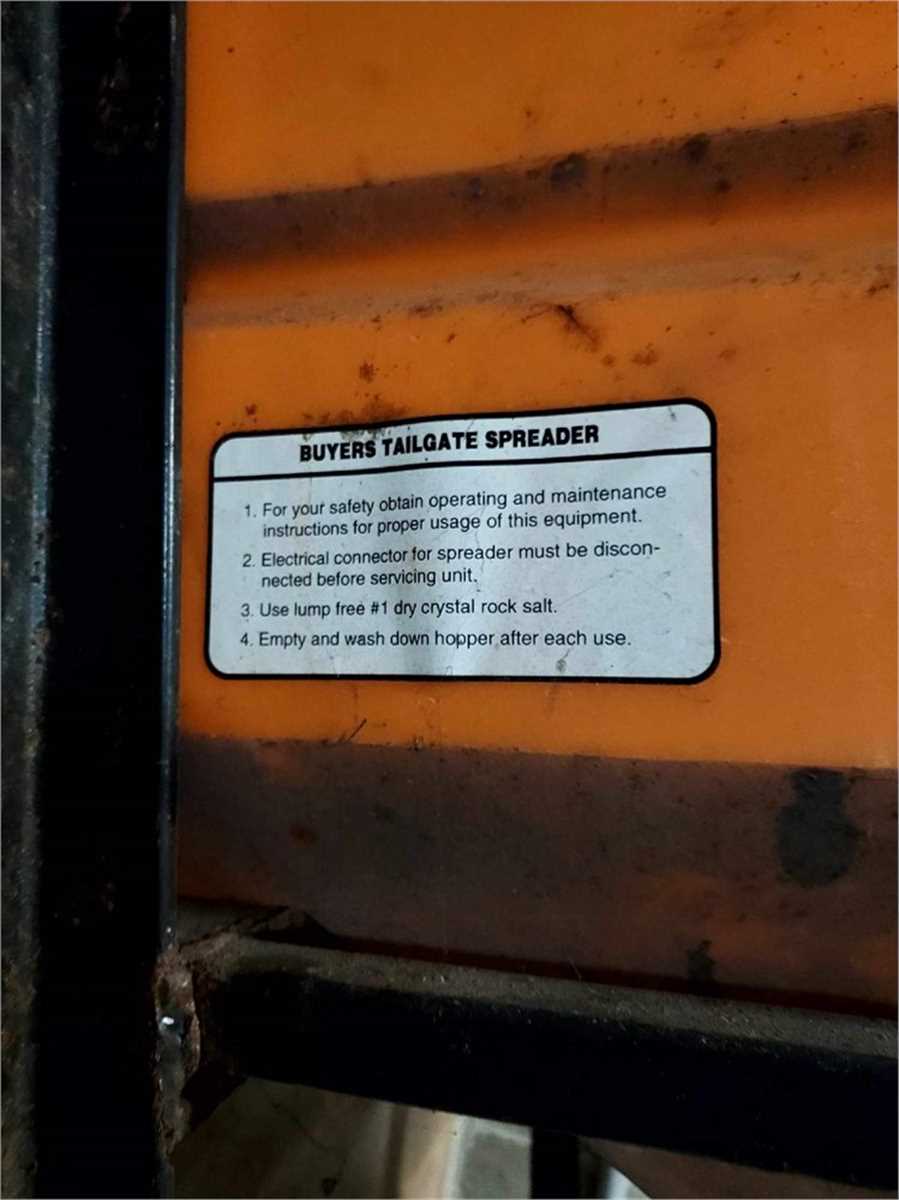 BUYERS TAILGATE SPREADER
1. For your safety obtain operating and maintenance
instructions for proper usage of this equipment.
2. Electrical connector for spreader must be discon-
nected before servicing unit.
3. Use lump free #1 dry crystal rock salt.
4. Empty and wash down hopper after each use.